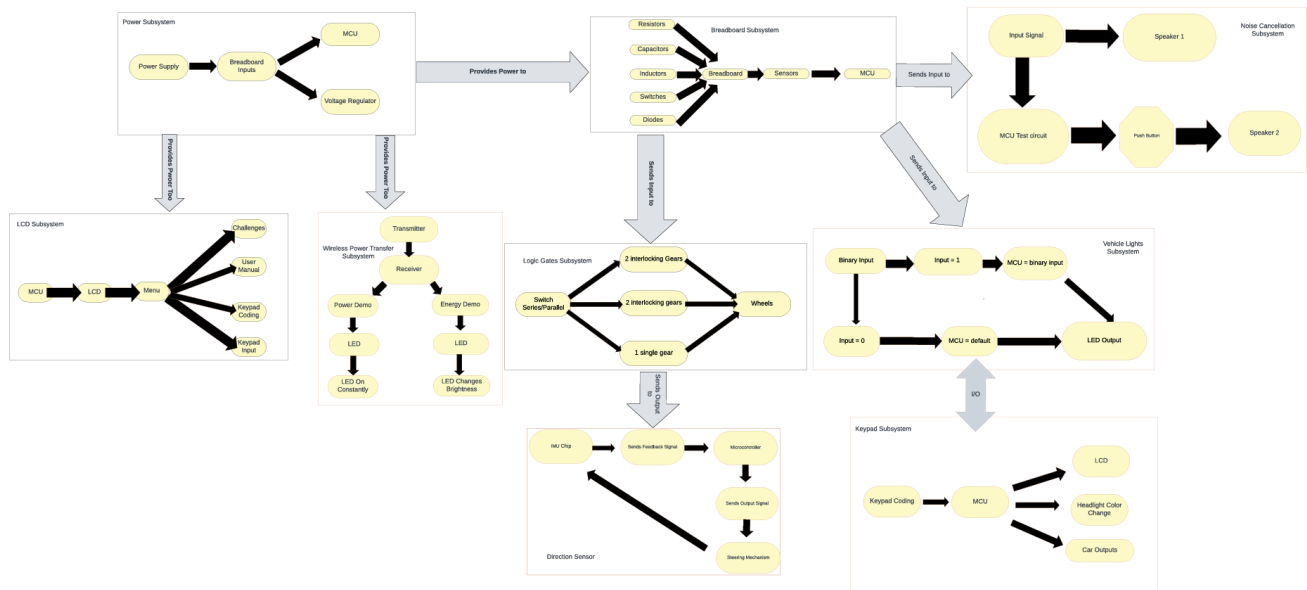 Power Subsystem
MCU
Power Supply
Breadboard
Inputs
Voltage Regulator
Provides Power to
Resistors
Breadboard Subsystem
Capacitors
Inductors
Breadboard
Sensors
MCU
Switches
Diodes
Sends Input to
Noise Cancellation
Subsystem
Input Signal
Speaker 1
MCU Test circuit
Push Button
Speaker 2
Provides Pwoer Too
Provides Power Too
Sends Input to
Sends Input to
LCD Subsystem
Challenges
User
Manual
MCU
LCD
Menu
Keypad
Coding
Keypad
Input
Transmitter
Wireless Power Transfer
Subsystem
Receiver
Power Demo
Energy Demo
LED
LED
LED On
Constantly
LED Changes
Brightness
Logic Gates Subsystem
2 interlocking Gears
Switch
Series/Parallel
2 interlocking gears
Wheels
1 single gear
Vehicle Lights
Subsystem
Binary Input
Input = 1
MCU = binary input
Input = 0
MCU = default
LED Output
Sends Output
to
I/O
IMU Chip
Sends Feedback Signal
Microcontroller
Sends Output Signal
Direction Sensor
Steering Mechanism
Keypad Subsystem
LCD
Keypad Coding
MCU
Headlight Color
Change
Car Outputs